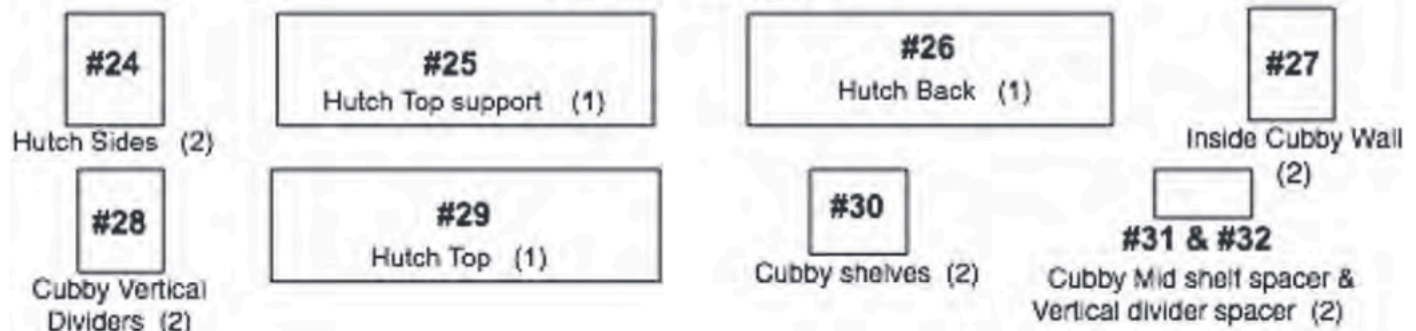 #24
Hutch Sides (2)
#25
Hutch Top support (1)
#26
Hutch Back (1)
#27
Inside Cubby Wall
(2)
#28
Cubby Vertical
Dividers (2)
#29
Hutch Top (1)
#30
Cubby shelves (2)
#31 & #32
Cubby Mid shelf spacer &
Vertical divider spacer (2)